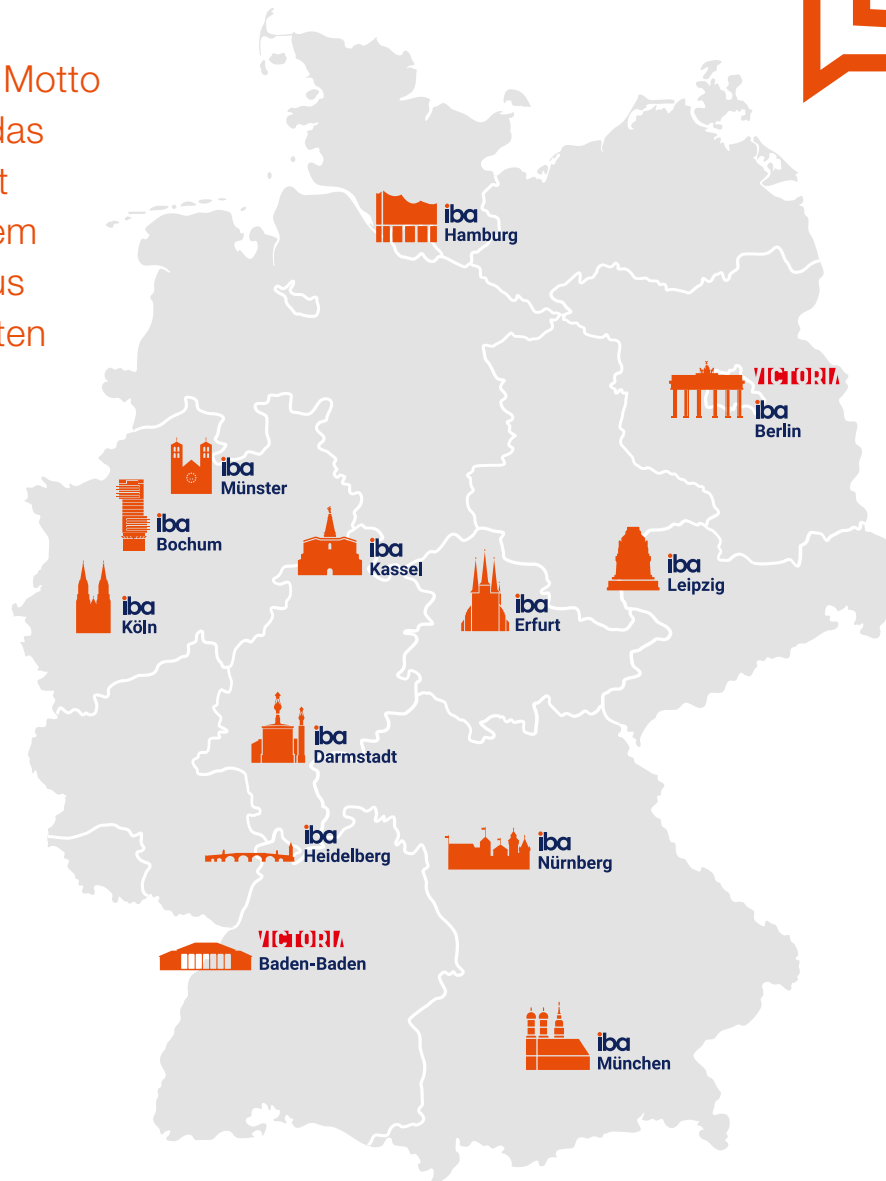 Motto
das
t
em
us
ten
iba
Hamburg
VICTORIA
iba
Berlin
iba
Münster
iba
Bochum
iba
Kassel
iba
Leipzig
iba
Köln
iba
Erfurt
iba
Darmstadt
iba
Heidelberg
iba
Nürnberg
VICTORIA
Baden-Baden
iba
München